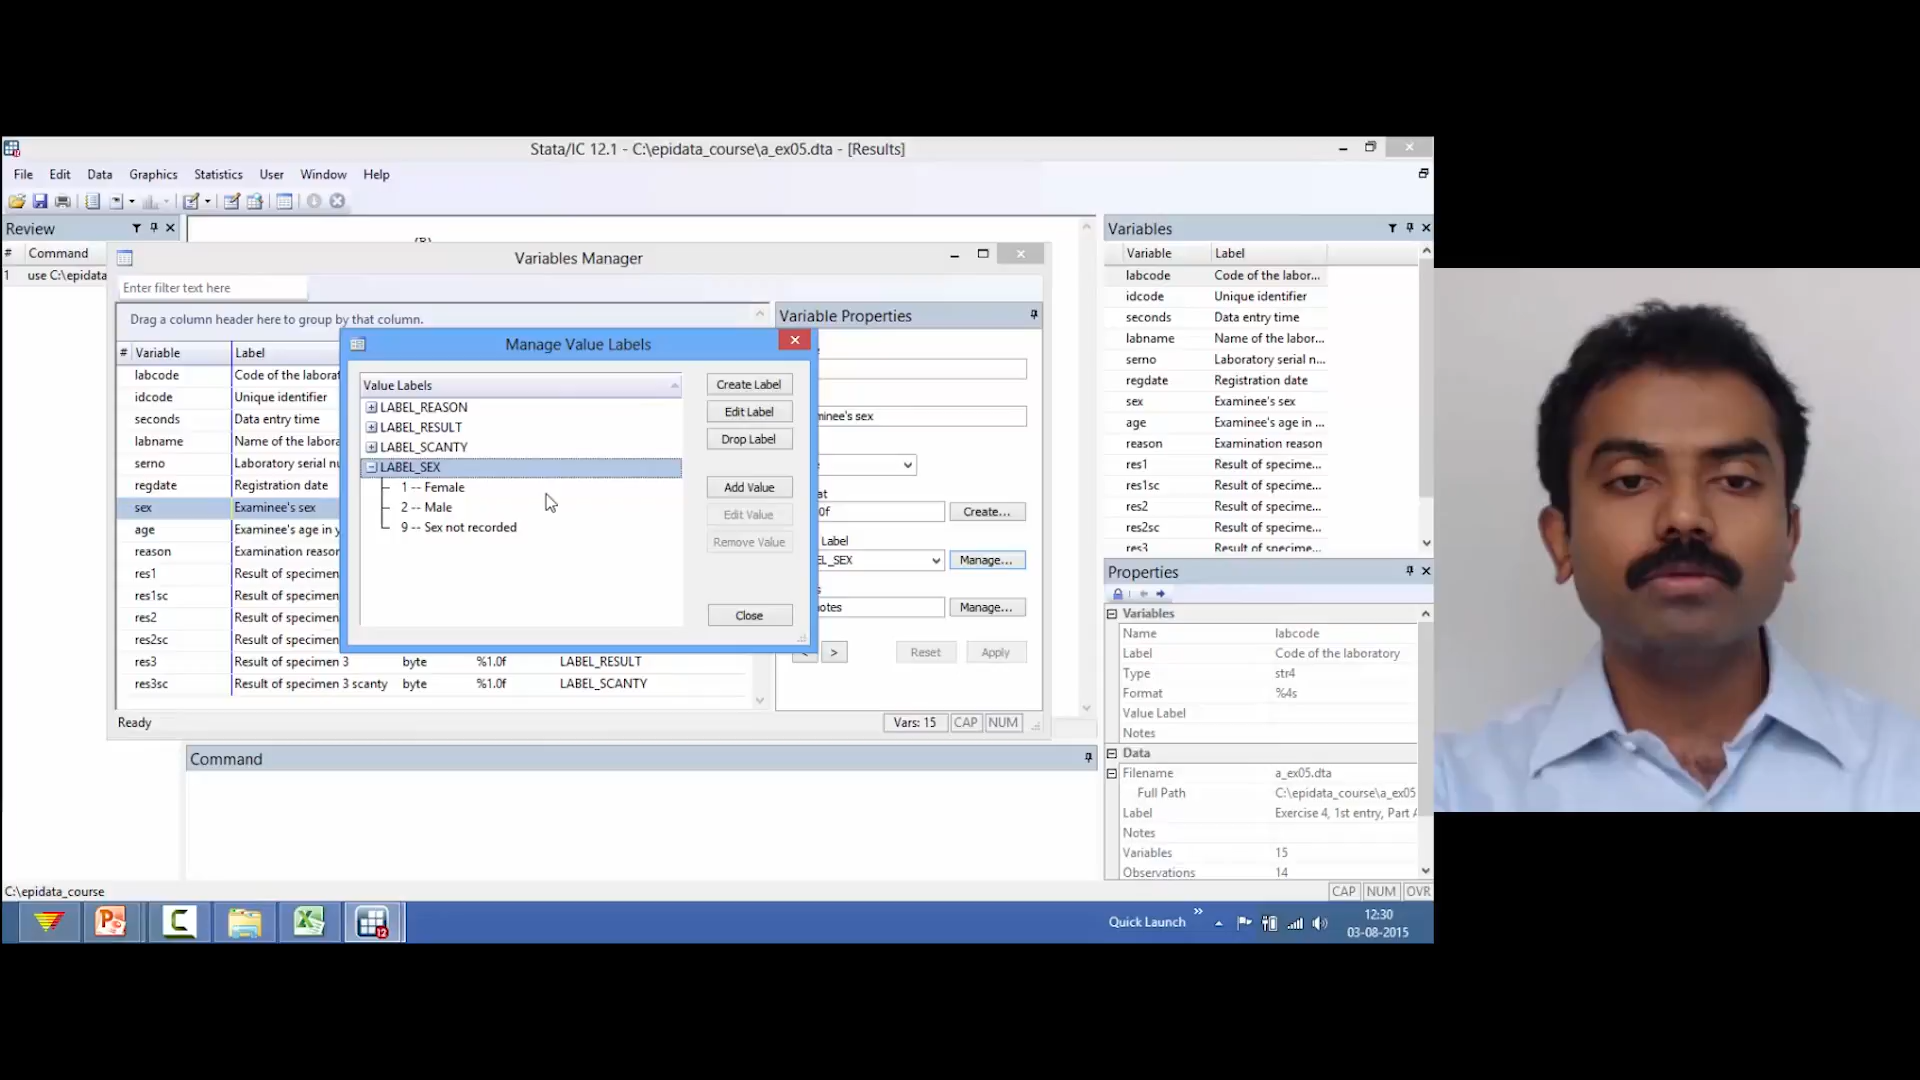 Stata/IC 12.1 - C:\epidata_course\a_ex05.dta - [Results]
File Edit Data Graphics Statistics User Window Help
Review
# Command
1 use C:\epidata
Variables Manager
Enter filter text here
Drag a column header here to group by that column.
# Variable Label
labcode Code of the laborat
idcode Unique identifier
seconds Data entry time
labname Name of the labora
serno Laboratory serial nu
regdate Registration date
sex Examinee's sex
age Examinee's age in y
reason Examination reason
res1 Result of specimen
res1sc Result of specimen
res2 Result of specimen
res2sc Result of specimen
res3 Result of specimen 3 byte %1.0f LABEL_RESULT
res3sc Result of specimen 3 scanty byte %1.0f LABEL_SCANTY
Ready
Vars: 15 CAP NUM
Manage Value Labels
Value Labels
LABEL_REASON
LABEL_RESULT
LABEL_SCANTY
LABEL_SEX
1 -- Female
2 -- Male
9 -- Sex not recorded
Create Label
Edit Label
Drop Label
Add Value
Edit Value
Remove Value
Close
Variable Properties
minee's sex
at
0f Create...
Label
EL_SEX Manage...
notes Manage...
< > Reset Apply
Command
Variables
Variable Label
labcode Code of the labor...
idcode Unique identifier
seconds Data entry time
labname Name of the labor...
serno Laboratory serial n...
regdate Registration date
sex Examinee's sex
age Examinee's age in ...
reason Examination reason
res1 Result of specime...
res1sc Result of specime...
res2 Result of specime...
res2sc Result of specime...
res3 Result of specime...
Properties
Variables
Name labcode
Label Code of the laboratory
Type str4
Format %4s
Value Label
Notes
Data
Filename a_ex05.dta
Full Path C:\epidata_course\a_ex05
Label Exercise 4, 1st entry, Part A
Notes
Variables 15
Observations 14
C:\epidata_course
CAP NUM OVR
Quick Launch
12:30
03-08-2015